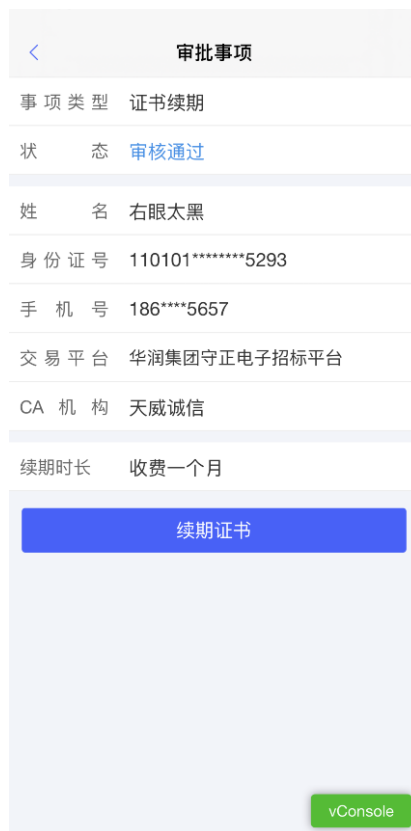 审批事项
事项类型 证书续期
状态 审核通过
姓名 右眼太黑
身份证号 110101********5293
手机号 186****5657
交易平台 华润集团守正电子招标平台
CA 机构 天威诚信
续期时长 收费一个月
续期证书
vConsole